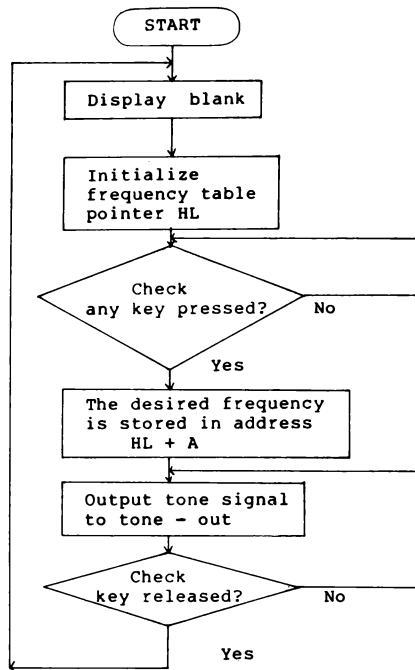 START
Display blank
Initialize
frequency table
pointer HL
Check
any key pressed?
No
Yes
The desired frequency
is stored in address
HL + A
Output tone signal
to tone - out
Check
key released?
No
Yes